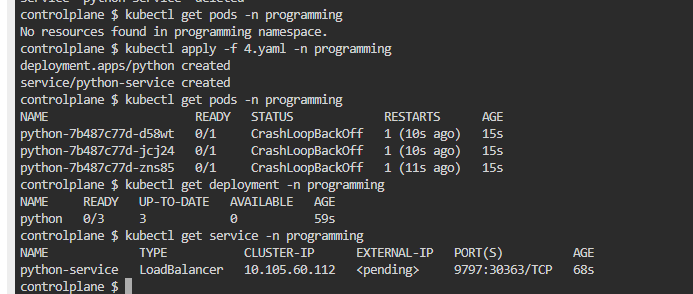 service "python-service" deleted
controlplane $ kubectl get pods -n programming
No resources found in programming namespace.
controlplane $ kubectl apply -f 4.yaml -n programming
deployment.apps/python created
service/python-service created
controlplane $ kubectl get pods -n programming
NAME READY STATUS RESTARTS AGE
python-7b487c77d-d58wt 0/1 CrashLoopBackOff 1 (10s ago) 15s
python-7b487c77d-jcj24 0/1 CrashLoopBackOff 1 (10s ago) 15s
python-7b487c77d-zns85 0/1 CrashLoopBackOff 1 (11s ago) 15s
controlplane $ kubectl get deployment -n programming
NAME READY UP-TO-DATE AVAILABLE AGE
python 0/3 3 0 59s
controlplane $ kubectl get service -n programming
NAME TYPE CLUSTER-IP EXTERNAL-IP PORT(S) AGE
python-service LoadBalancer 10.105.60.112 <pending> 9797:30363/TCP 68s
controlplane $